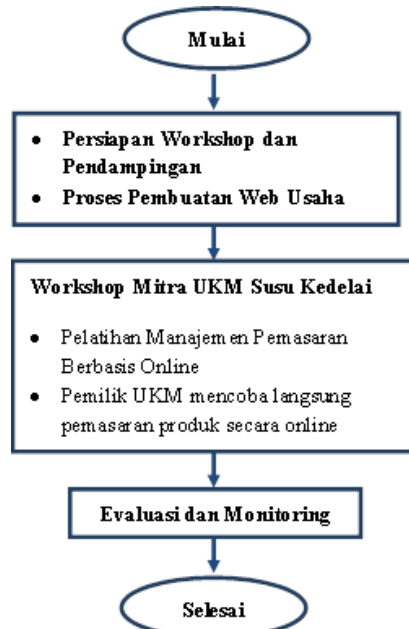 Mulai
• Persiapan Workshop dan
Pendampingan
• Proses Pembuatan Web Usaha
Workshop Mitra UKM Susu Kedelai
• Pelatihan Manajemen Pemasaran
Berbasis Online
• Pemilik UKM mencoba langsung
pemasaran produk secara online
Evaluasi dan Monitoring
Selesai